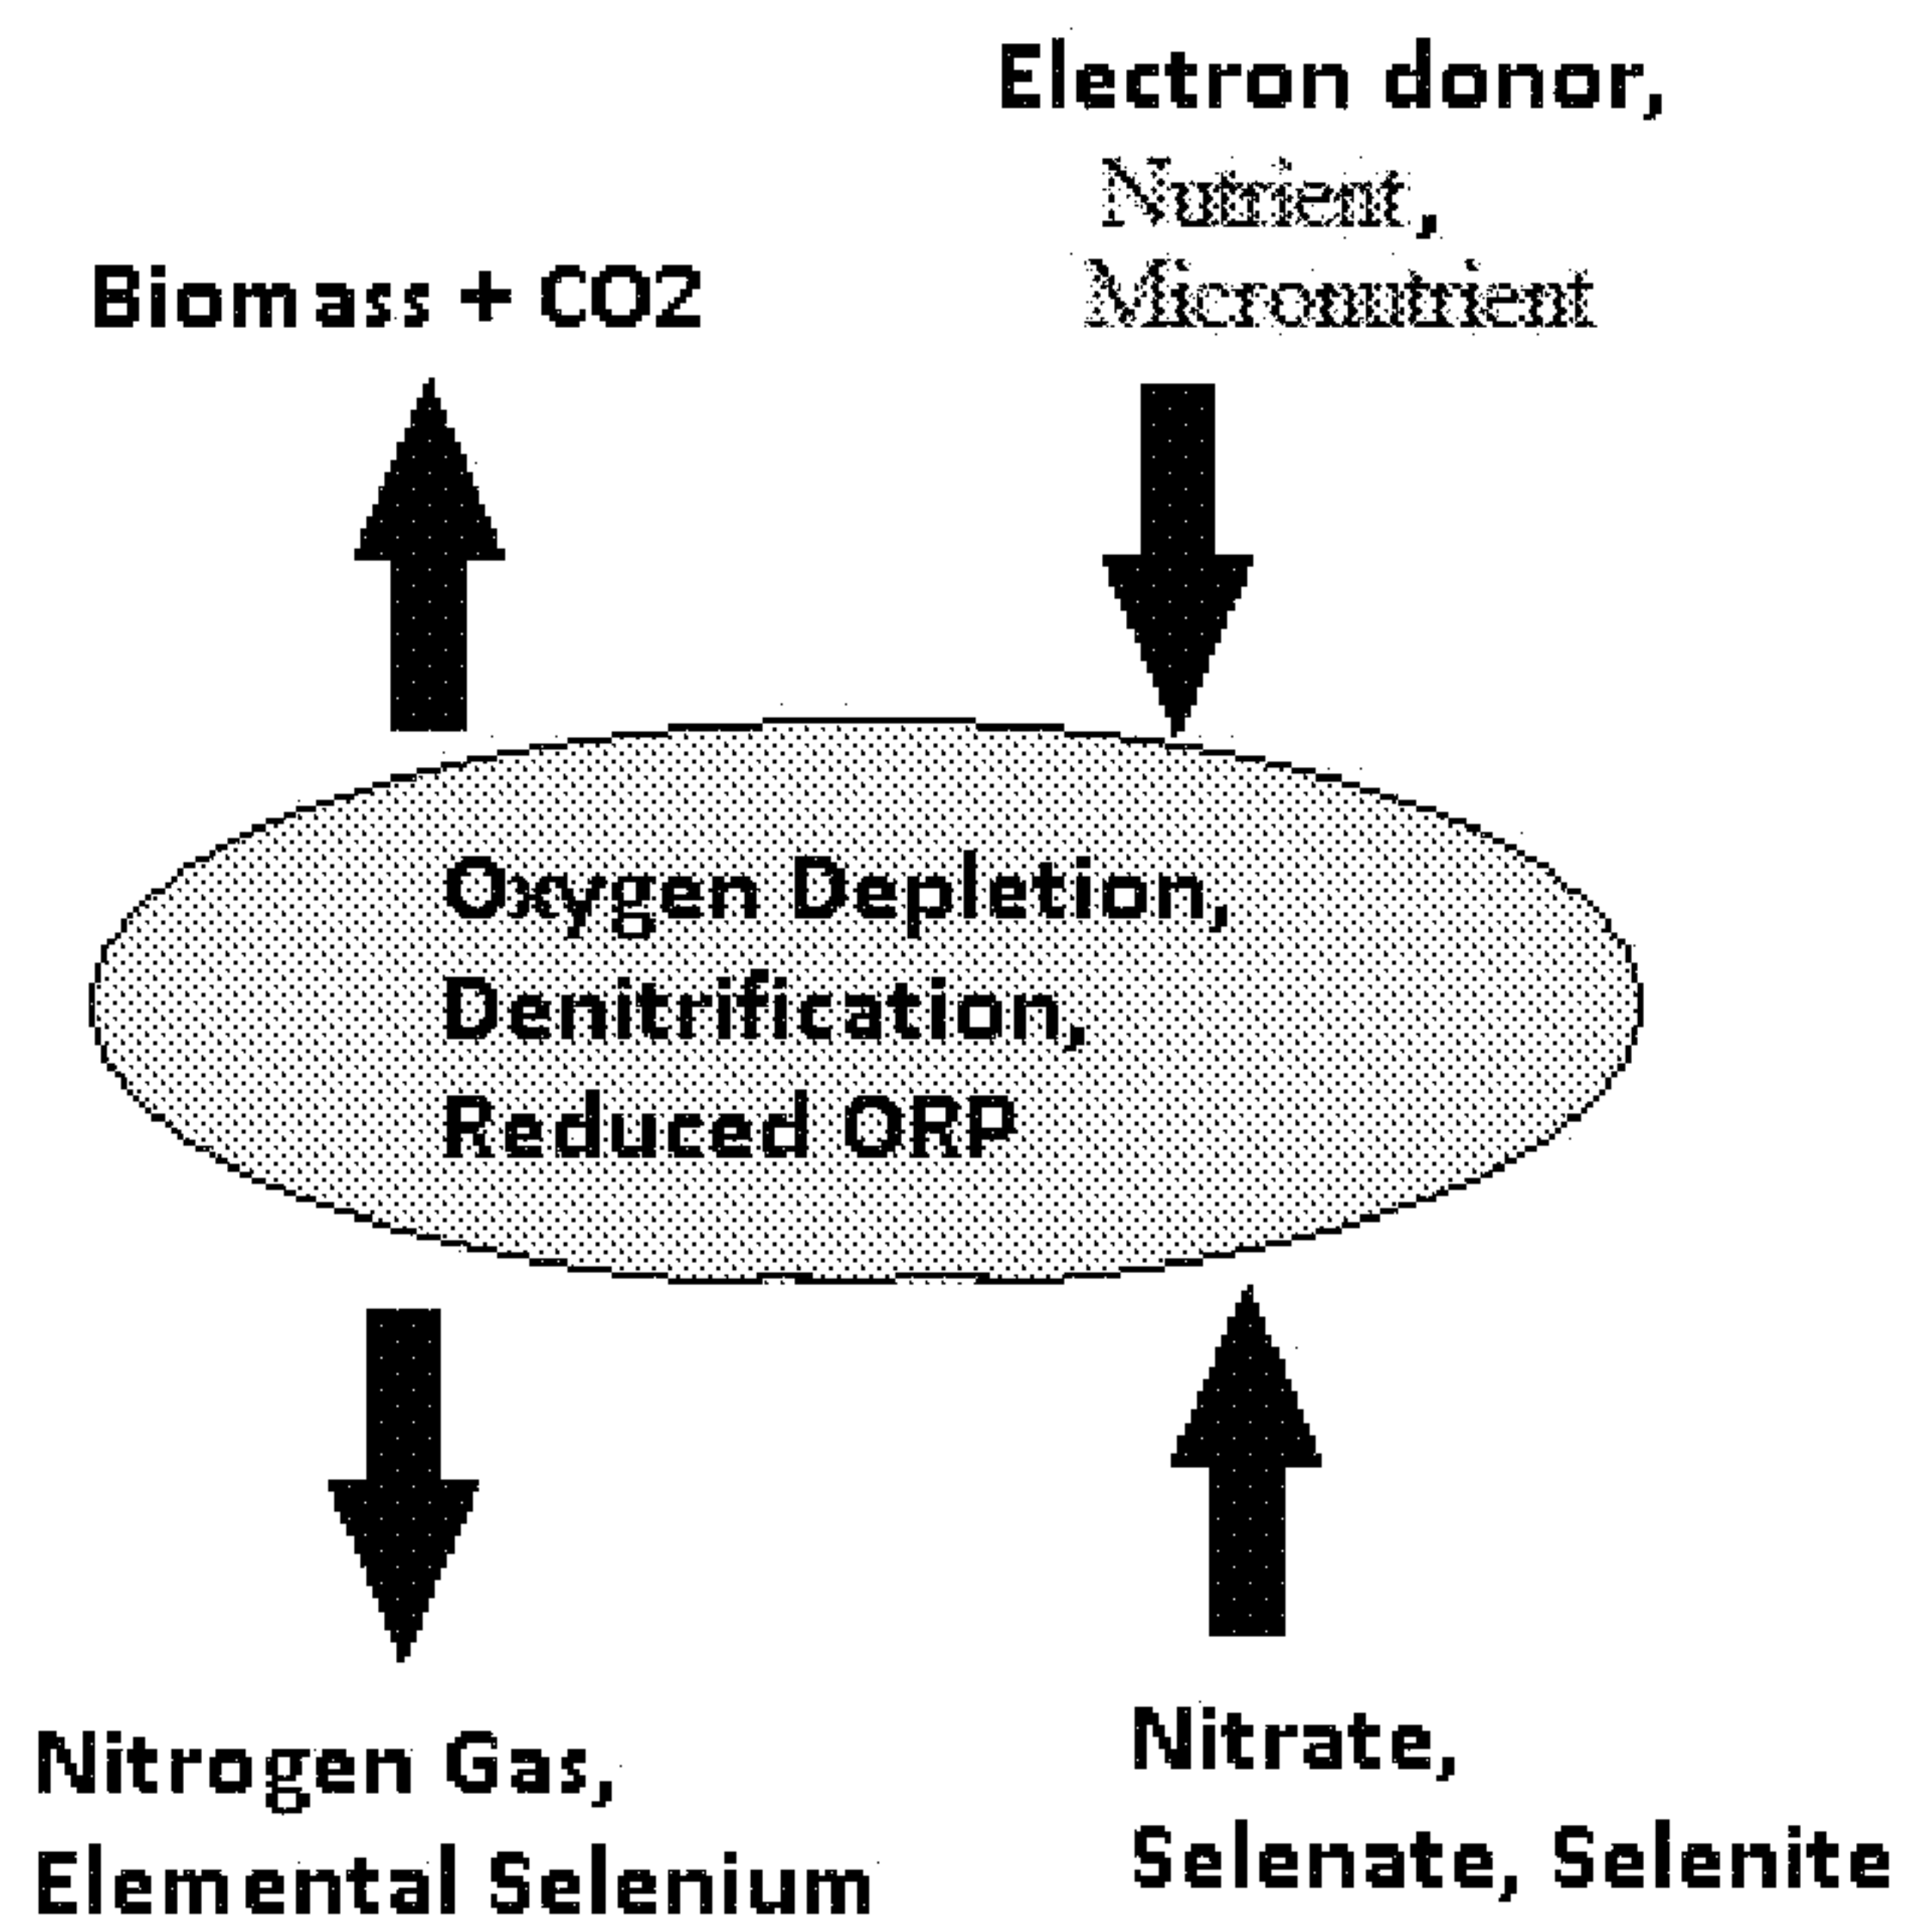 Electron donor,
Nutrient,
Micronutrient
Biomass + CO2
Oxygen Depletion,
Denitrification,
Reduced ORP
Nitrogen Gas,
Elemental Selenium
Nitrate,
Selenate, Selenite